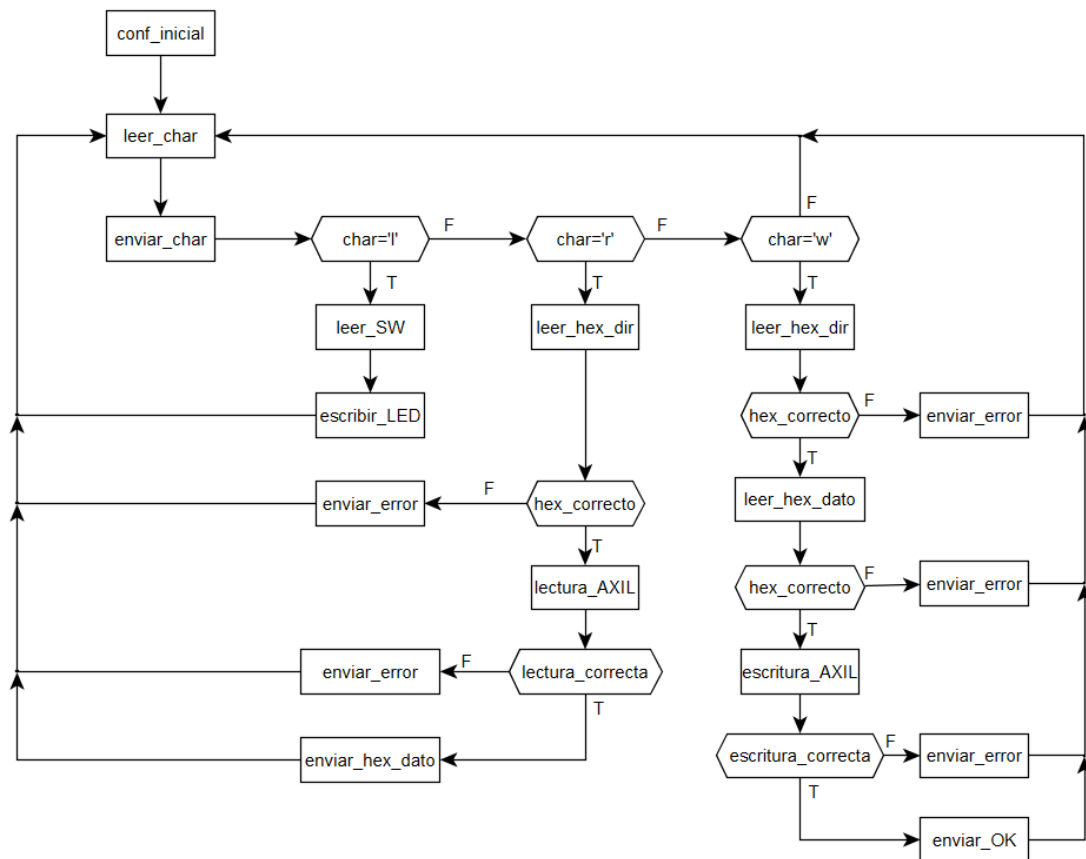 conf_inicial
leer_char
enviar_char
char='l'
F
char='r'
F
char='w'
F
T
T
T
leer_SW
leer_hex_dir
leer_hex_dir
escribir_LED
hex_correcto
F
enviar_error
T
leer_hex_dato
enviar_error
F
hex_correcto
T
lectura_AXIL
hex_correcto
F
enviar_error
T
enviar_error
F
lectura_correcta
T
escritura_AXIL
enviar_hex_dato
escritura_correcta
F
enviar_error
T
enviar_OK